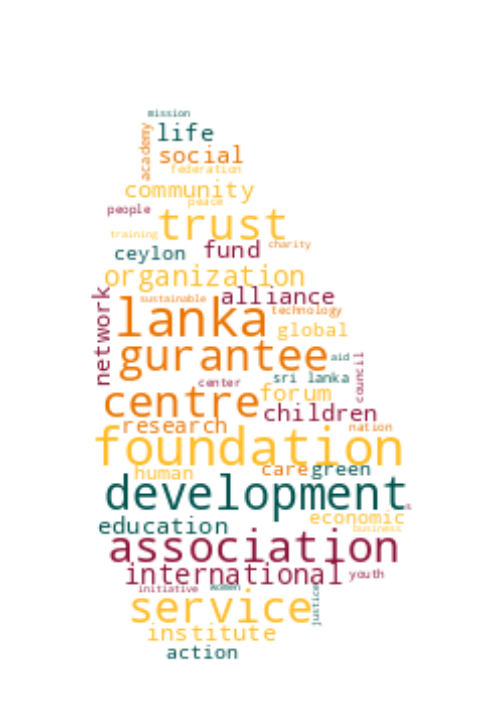 mission
life
academy
social
federation
community
peace
people
trust
training
fund
charity
ceylon
organization
network
sustainable
alliance
lanka
technology
global
gurantee
aid
council
center
sri lanka
centre
forum
children
research
nation
foundation
human
care
green
development
s
economic
education
business
association
international
youth
initiative
women
justice
service
institute
action